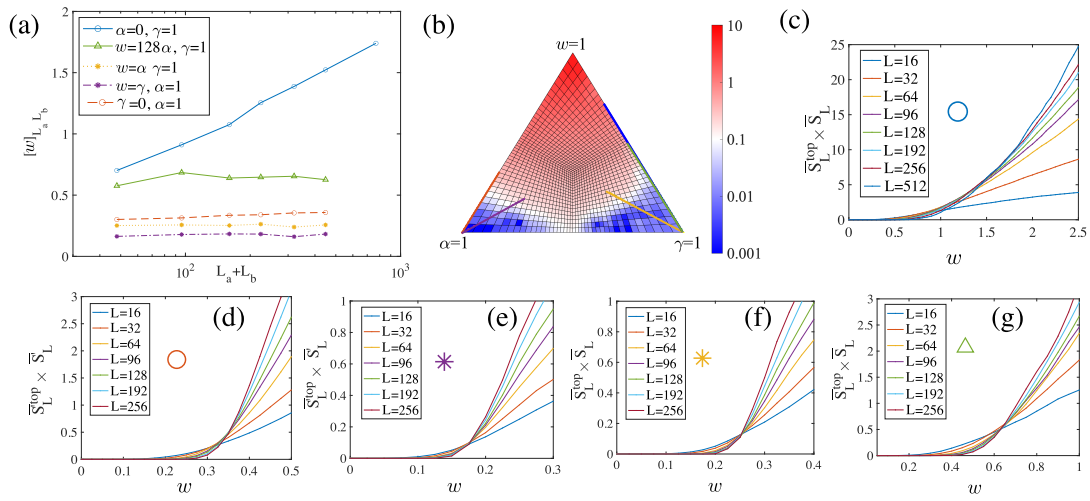 (a)
2
1.5
1
0.5
0
[w]L_a L_b
10²
10³
L_a+L_b
α=0, γ=1
w=128α, γ=1
w=α γ=1
w=γ, α=1
γ=0, α=1
(b)
w=1
α=1
γ=1
10
1
0.1
0.01
0.001
(c)
25
20
15
10
5
0
S̅_L^top × S̅_L
L=16
L=32
L=64
L=96
L=128
L=192
L=256
L=512
0 0.5 1 1.5 2 2.5
w
(d)
3
2.5
2
1.5
1
0.5
0
S̅_L^top × S̅_L
L=16
L=32
L=64
L=96
L=128
L=192
L=256
0 0.1 0.2 0.3 0.4 0.5
w
(e)
1
0.8
0.6
0.4
0.2
0
S̅_L^top × S̅_L
L=16
L=32
L=64
L=96
L=128
L=192
L=256
0 0.1 0.2 0.3
w
(f)
1
0.8
0.6
0.4
0.2
0
S̅_L^top × S̅_L
L=16
L=32
L=64
L=96
L=128
L=192
L=256
0 0.1 0.2 0.3 0.4
w
(g)
3
2.5
2
1.5
1
0.5
0
S̅_L^top × S̅_L
L=16
L=32
L=64
L=96
L=128
L=192
L=256
0.2 0.4 0.6 0.8 1
w